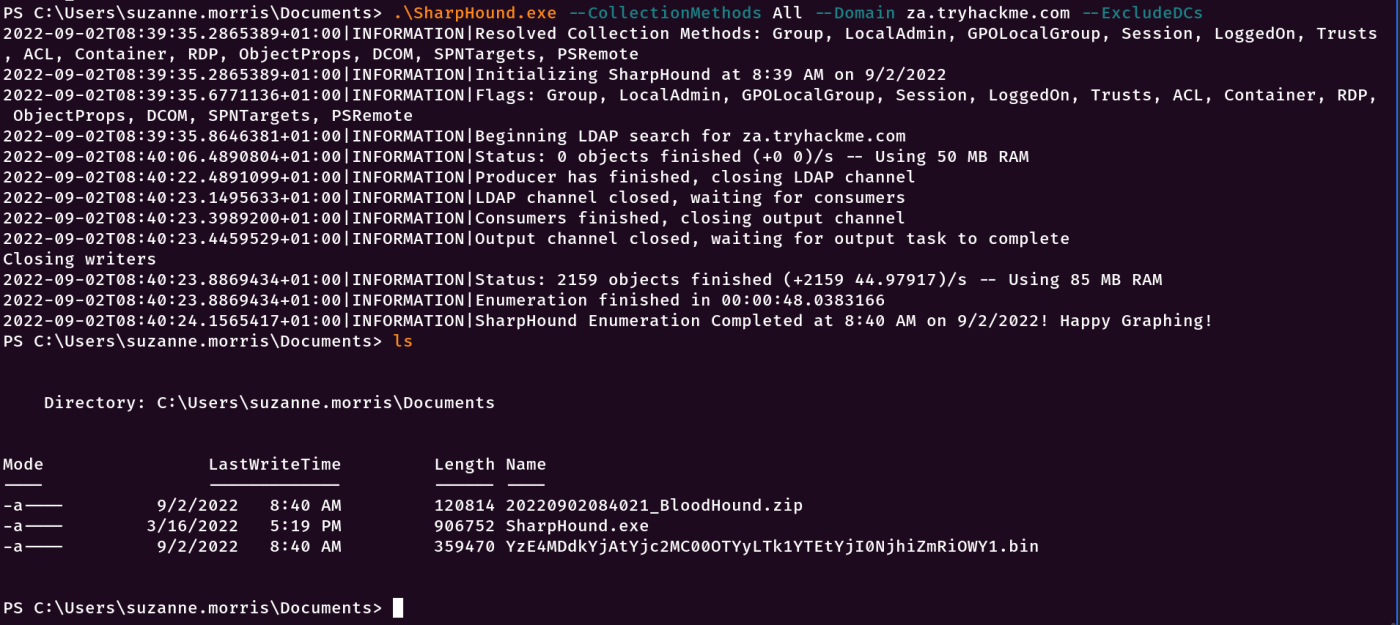 PS C:\Users\suzanne.morris\Documents> .\SharpHound.exe --CollectionMethods All --Domain za.tryhackme.com --ExcludeDCs
2022-09-02T08:39:35.2865389+01:00|INFORMATION|Resolved Collection Methods: Group, LocalAdmin, GPOLocalGroup, Session, LoggedOn, Trusts
, ACL, Container, RDP, ObjectProps, DCOM, SPNTargets, PSRemote
2022-09-02T08:39:35.2865389+01:00|INFORMATION|Initializing SharpHound at 8:39 AM on 9/2/2022
2022-09-02T08:39:35.6771136+01:00|INFORMATION|Flags: Group, LocalAdmin, GPOLocalGroup, Session, LoggedOn, Trusts, ACL, Container, RDP,
ObjectProps, DCOM, SPNTargets, PSRemote
2022-09-02T08:39:35.8646381+01:00|INFORMATION|Beginning LDAP search for za.tryhackme.com
2022-09-02T08:40:06.4890804+01:00|INFORMATION|Status: 0 objects finished (+0 0)/s -- Using 50 MB RAM
2022-09-02T08:40:22.4891099+01:00|INFORMATION|Producer has finished, closing LDAP channel
2022-09-02T08:40:23.1495633+01:00|INFORMATION|LDAP channel closed, waiting for consumers
2022-09-02T08:40:23.3989200+01:00|INFORMATION|Consumers finished, closing output channel
2022-09-02T08:40:23.4459529+01:00|INFORMATION|Output channel closed, waiting for output task to complete
Closing writers
2022-09-02T08:40:23.8869434+01:00|INFORMATION|Status: 2159 objects finished (+2159 44.97917)/s -- Using 85 MB RAM
2022-09-02T08:40:23.8869434+01:00|INFORMATION|Enumeration finished in 00:00:48.0383166
2022-09-02T08:40:24.1565417+01:00|INFORMATION|SharpHound Enumeration Completed at 8:40 AM on 9/2/2022! Happy Graphing!
PS C:\Users\suzanne.morris\Documents> ls
Directory: C:\Users\suzanne.morris\Documents
Mode LastWriteTime Length Name
---- ------------- ------ ----
-a---- 9/2/2022 8:40 AM 120814 20220902084021_BloodHound.zip
-a---- 3/16/2022 5:19 PM 906752 SharpHound.exe
-a---- 9/2/2022 8:40 AM 359470 YzE4MDdkYjAtYjc2MC00OTYyLTk1YTEtYjI0NjhiZmRiOWY1.bin
PS C:\Users\suzanne.morris\Documents>